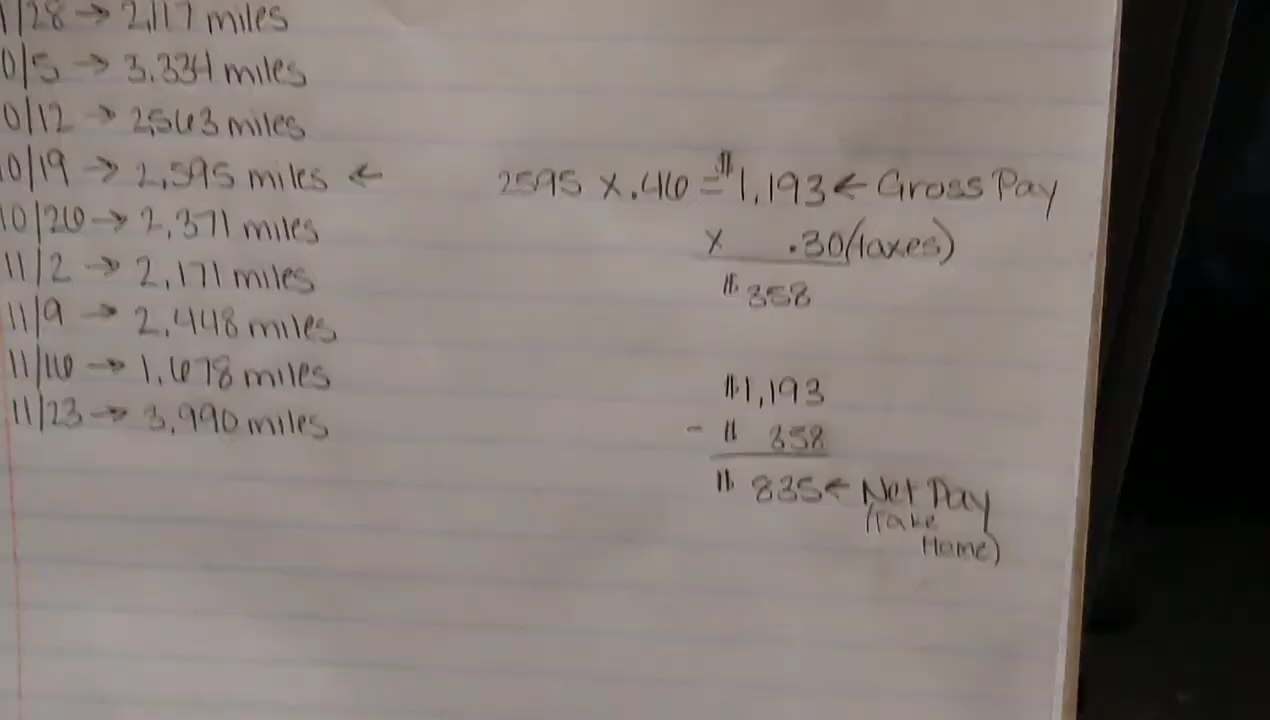 1/28 → 2,117 miles
0/5 → 3,334 miles
0/12 → 2,563 miles
10/19 → 2,595 miles ← 2595 x .46 = $1,193 ← Gross Pay
10/26 → 2,371 miles x .30 (taxes)
11/2 → 2,171 miles $358
11/9 → 2,448 miles
11/16 → 1,678 miles $1,193
11/23 → 3,990 miles - $ 358
$ 835 ← Net Pay
(Take
Home)